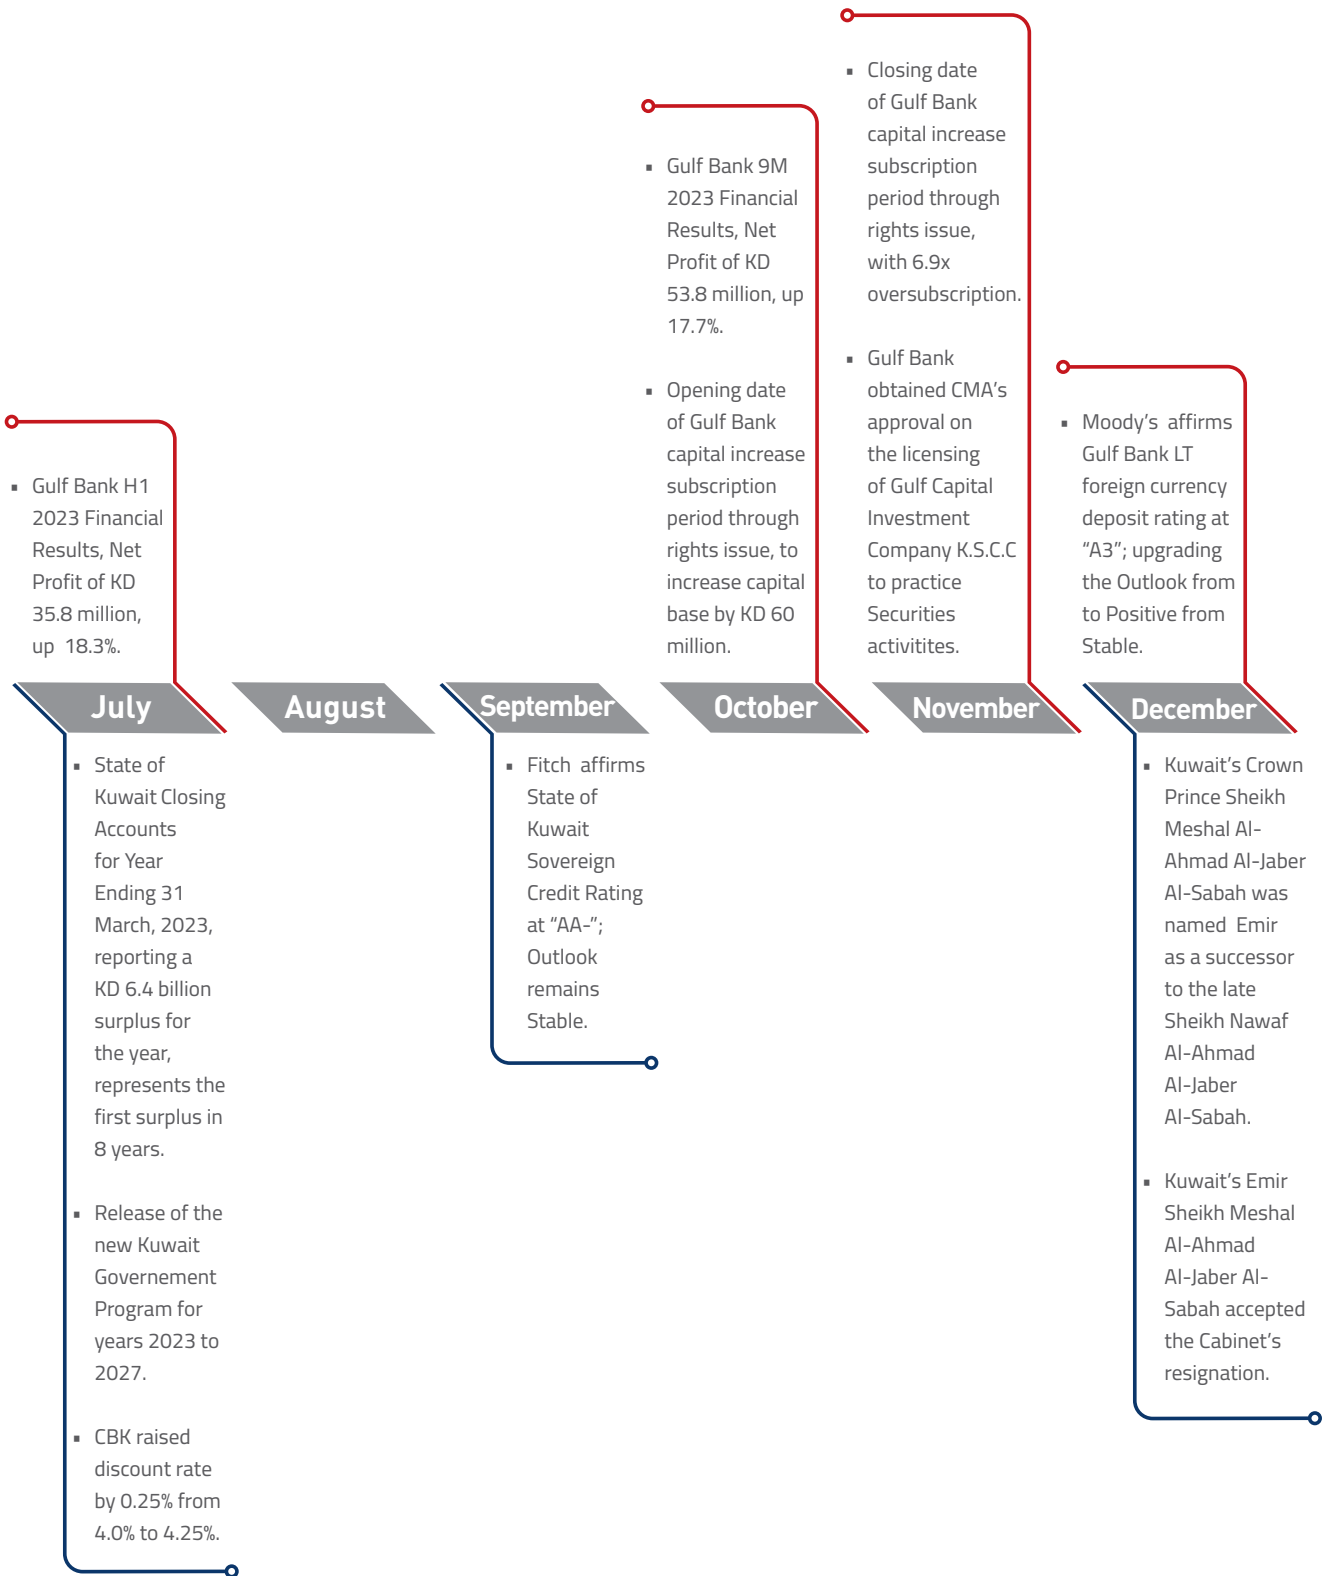 ▪ Closing date
of Gulf Bank
capital increase
subscription
period through
rights issue,
with 6.9x
oversubscription.
▪ Gulf Bank
obtained CMA’s
approval on
the licensing
of Gulf Capital
Investment
Company K.S.C.C
to practice
Securities
activitites.
▪ Gulf Bank 9M
2023 Financial
Results, Net
Profit of KD
53.8 million, up
17.7%.
▪ Opening date
of Gulf Bank
capital increase
subscription
period through
rights issue, to
increase capital
base by KD 60
million.
▪ Moody’s affirms
Gulf Bank LT
foreign currency
deposit rating at
“A3”; upgrading
the Outlook from
to Positive from
Stable.
▪ Gulf Bank H1
2023 Financial
Results, Net
Profit of KD
35.8 million,
up 18.3%.
July
August
September
October
November
December
▪ State of
Kuwait Closing
Accounts
for Year
Ending 31
March, 2023,
reporting a
KD 6.4 billion
surplus for
the year,
represents the
first surplus in
8 years.
▪ Release of the
new Kuwait
Governement
Program for
years 2023 to
2027.
▪ CBK raised
discount rate
by 0.25% from
4.0% to 4.25%.
▪ Fitch affirms
State of
Kuwait
Sovereign
Credit Rating
at “AA-”;
Outlook
remains
Stable.
▪ Kuwait’s Crown
Prince Sheikh
Meshal Al-
Ahmad Al-Jaber
Al-Sabah was
named Emir
as a successor
to the late
Sheikh Nawaf
Al-Ahmad
Al-Jaber
Al-Sabah.
▪ Kuwait’s Emir
Sheikh Meshal
Al-Ahmad
Al-Jaber Al-
Sabah accepted
the Cabinet’s
resignation.